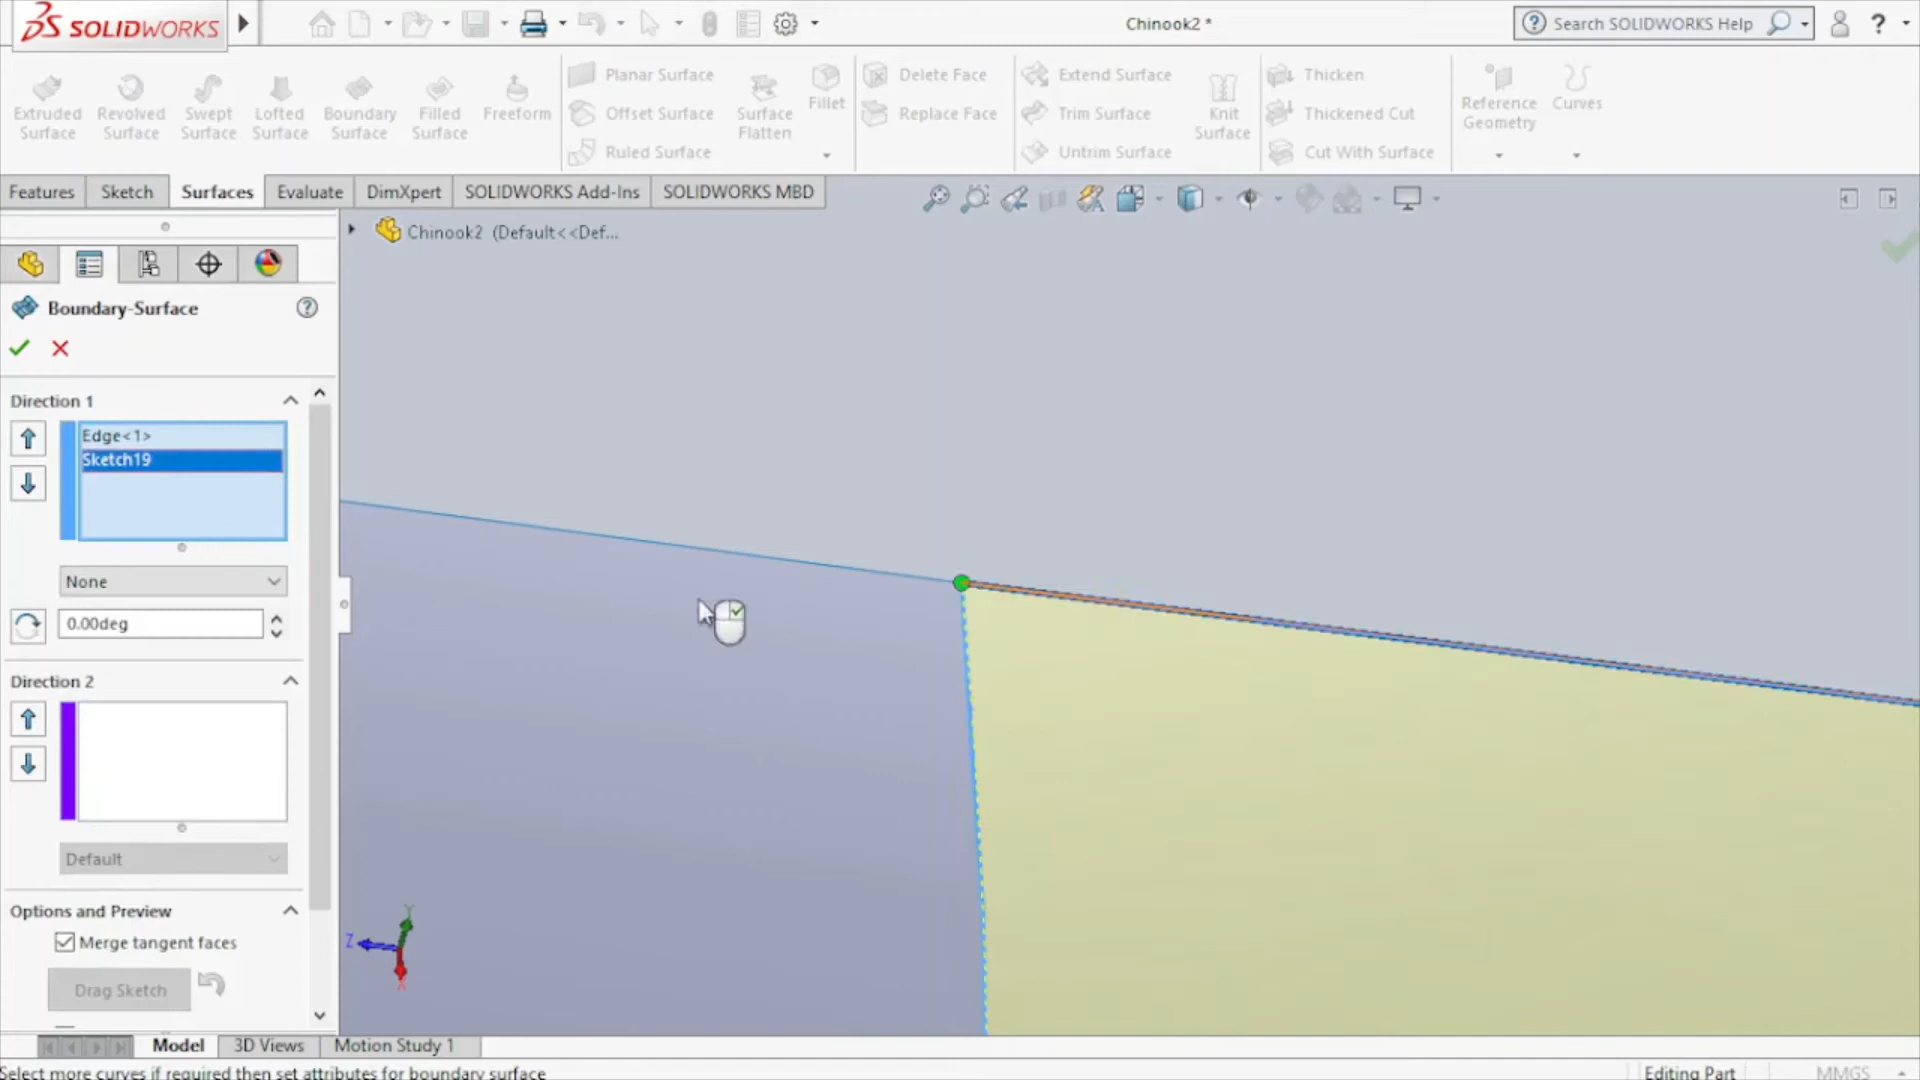 SOLIDWORKS
Chinook2 *
Search SOLIDWORKS Help
?
Extruded Surface
Revolved Surface
Swept Surface
Lofted Surface
Boundary Surface
Filled Surface
Freeform
Planar Surface
Offset Surface
Ruled Surface
Surface Flatten
Fillet
Delete Face
Replace Face
Extend Surface
Trim Surface
Untrim Surface
Knit Surface
Thicken
Thickened Cut
Cut With Surface
Reference Geometry
Curves
Features
Sketch
Surfaces
Evaluate
DimXpert
SOLIDWORKS Add-Ins
SOLIDWORKS MBD
Chinook2 (Default<<Def...
Boundary-Surface
?
Direction 1
Edge<1>
Sketch19
None
0.00deg
Direction 2
Default
Options and Preview
Merge tangent faces
Drag Sketch
Y
Z
X
Model
3D Views
Motion Study 1
Select more curves if required then set attributes for boundary surface
Editing Part
MMGS